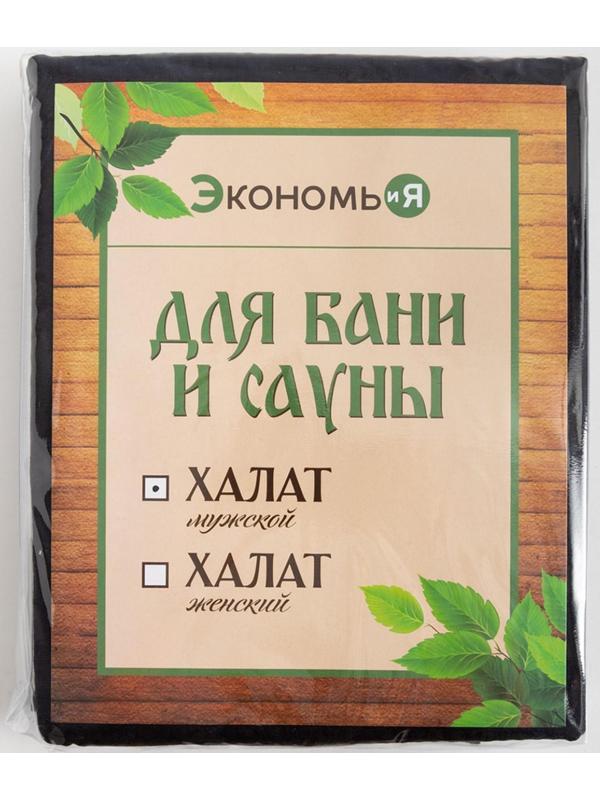 ЭКОНОМЬиЯ
ДЛЯ БАНИ
И САУНЫ
ХАЛАТ
мужской
ХАЛАТ
женский